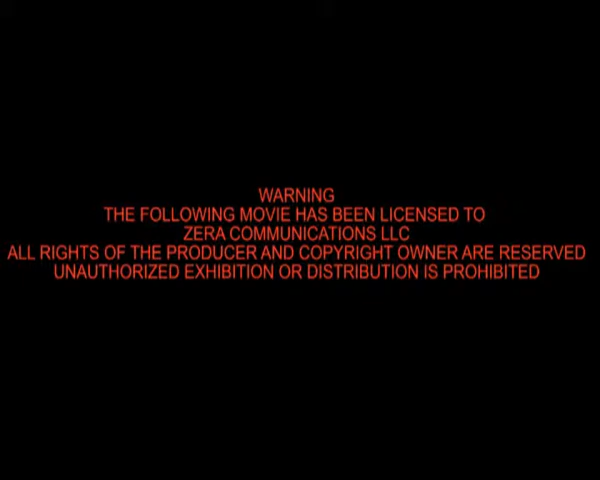 WARNING
THE FOLLOWING MOVIE HAS BEEN LICENSED TO
ZERA COMMUNICATIONS LLC
ALL RIGHTS OF THE PRODUCER AND COPYRIGHT OWNER ARE RESERVED
UNAUTHORIZED EXHIBITION OR DISTRIBUTION IS PROHIBITED